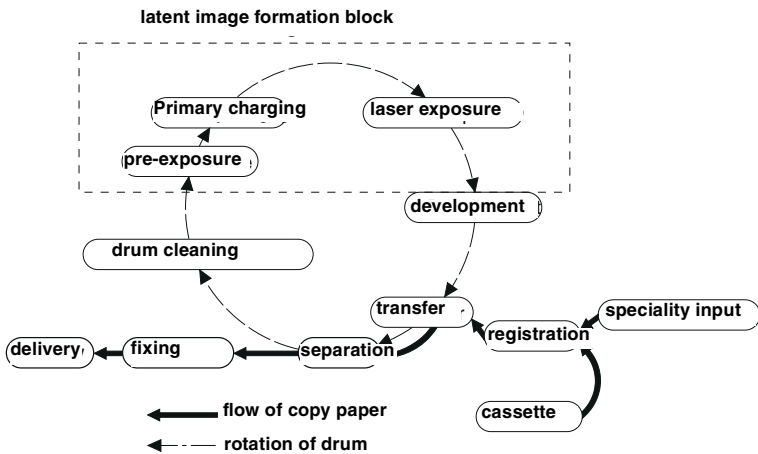 latent image formation block
Primary charging
laser exposure
pre-exposure
development
drum cleaning
transfer
speciality input
registration
delivery
fixing
separation
cassette
flow of copy paper
rotation of drum